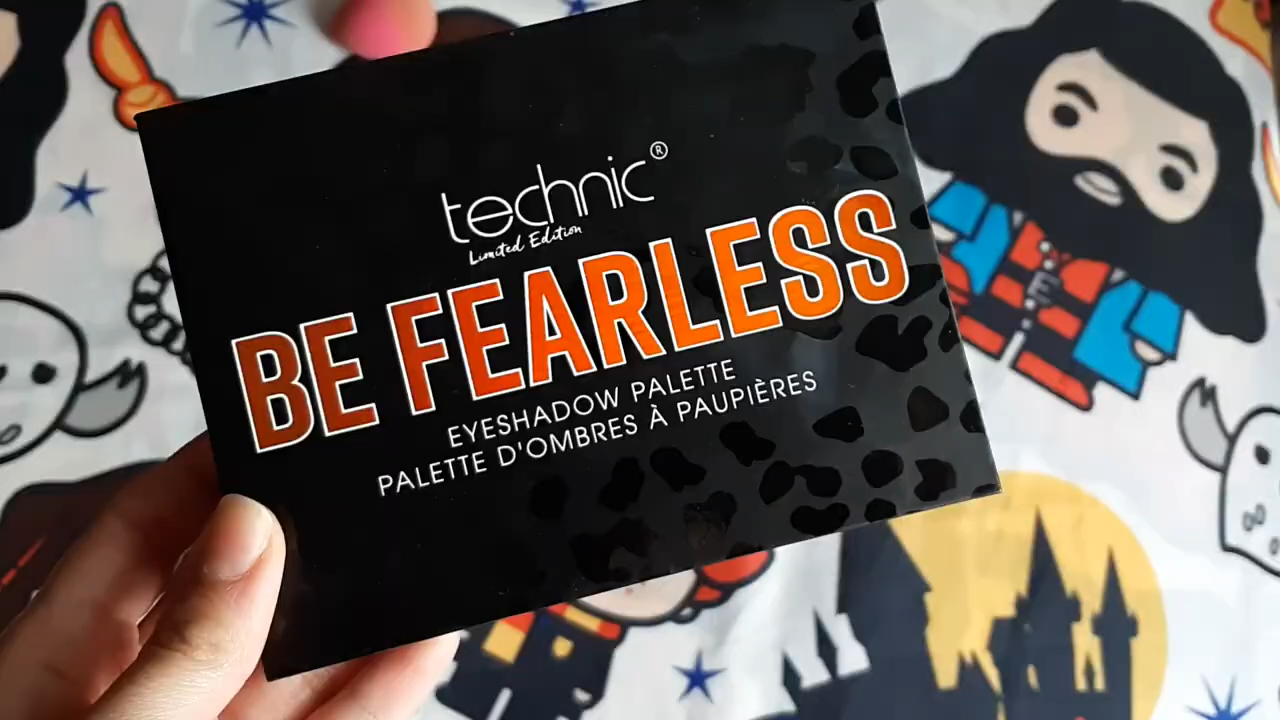 technic®
Limited Edition
BE FEARLESS
EYESHADOW PALETTE
PALETTE D'OMBRES À PAUPIÈRES